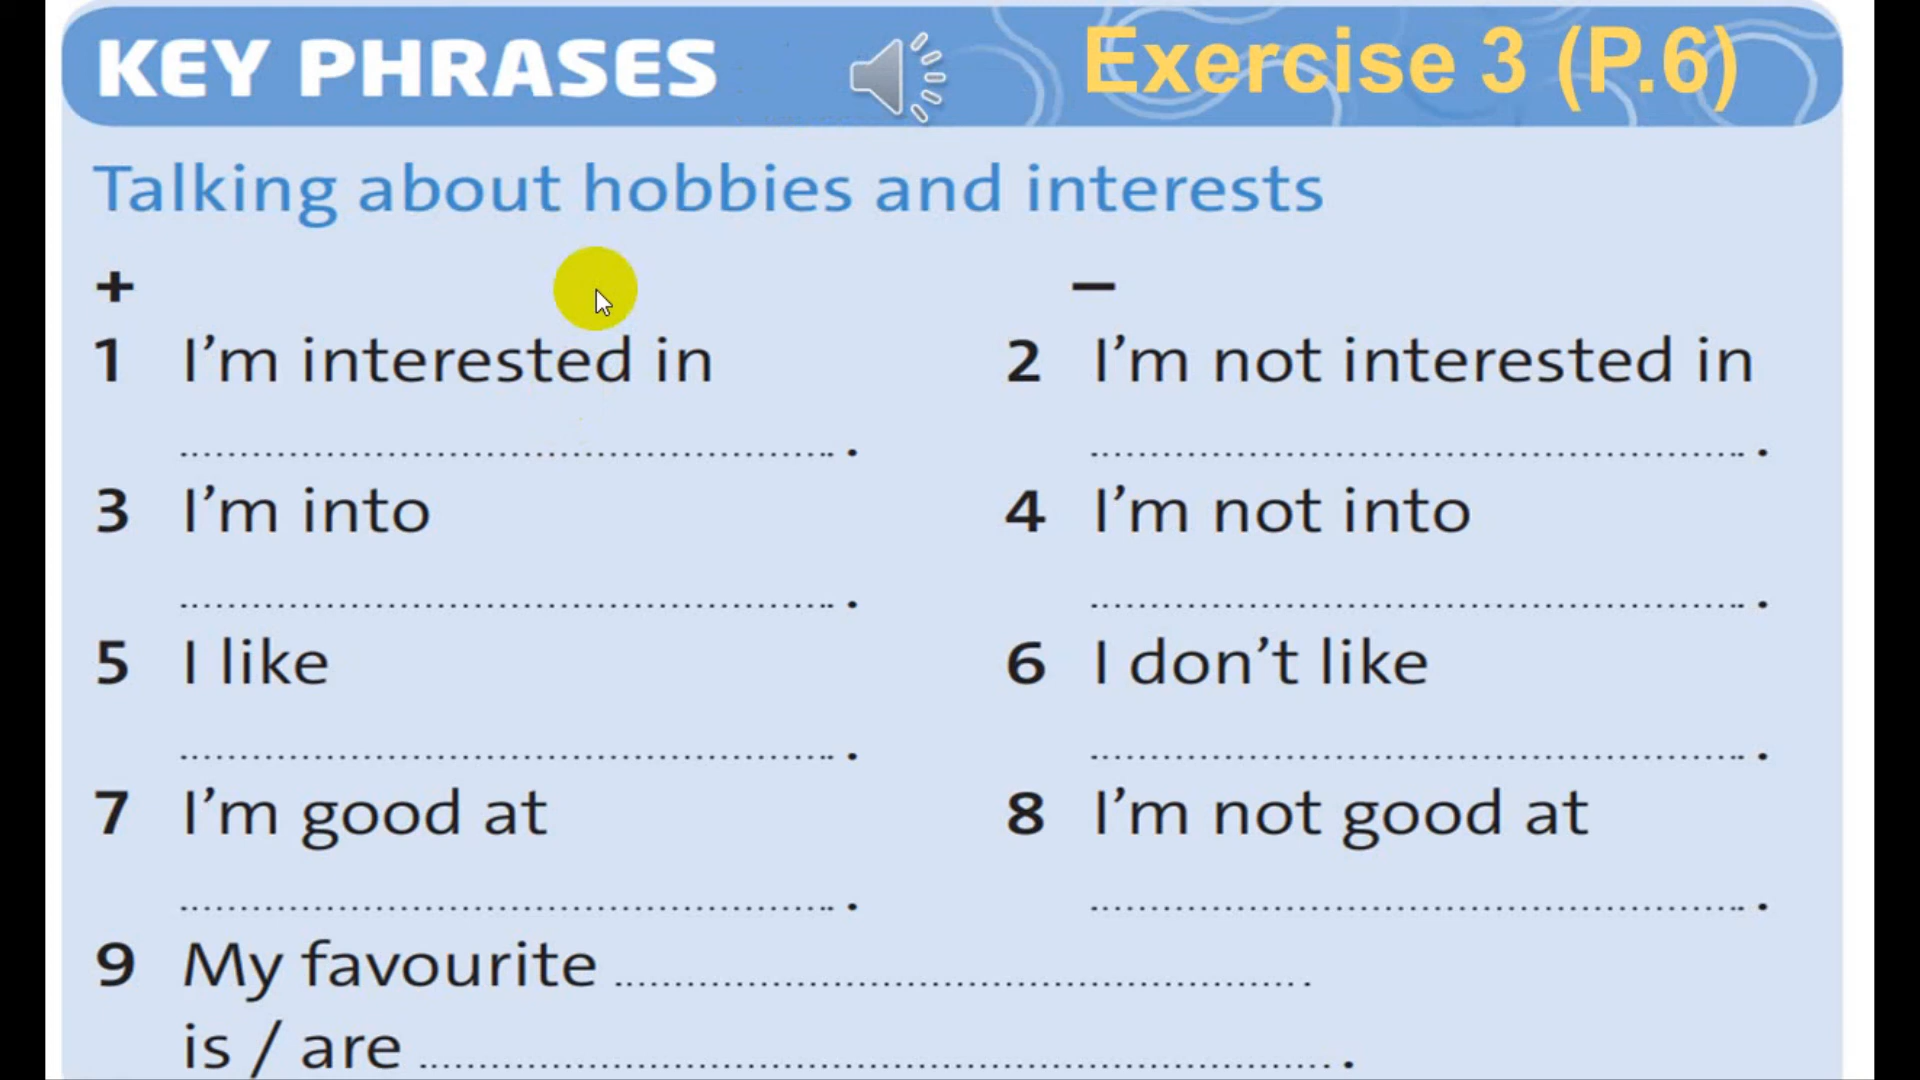 KEY PHRASES Exercise 3 (P.6)
Talking about hobbies and interests
+ –
1 I'm interested in 2 I'm not interested in
................................................ . ................................................ .
3 I'm into 4 I'm not into
................................................ . ................................................ .
5 I like 6 I don't like
................................................ . ................................................ .
7 I'm good at 8 I'm not good at
................................................ . ................................................ .
9 My favourite ................................................ .
is / are ................................................ .